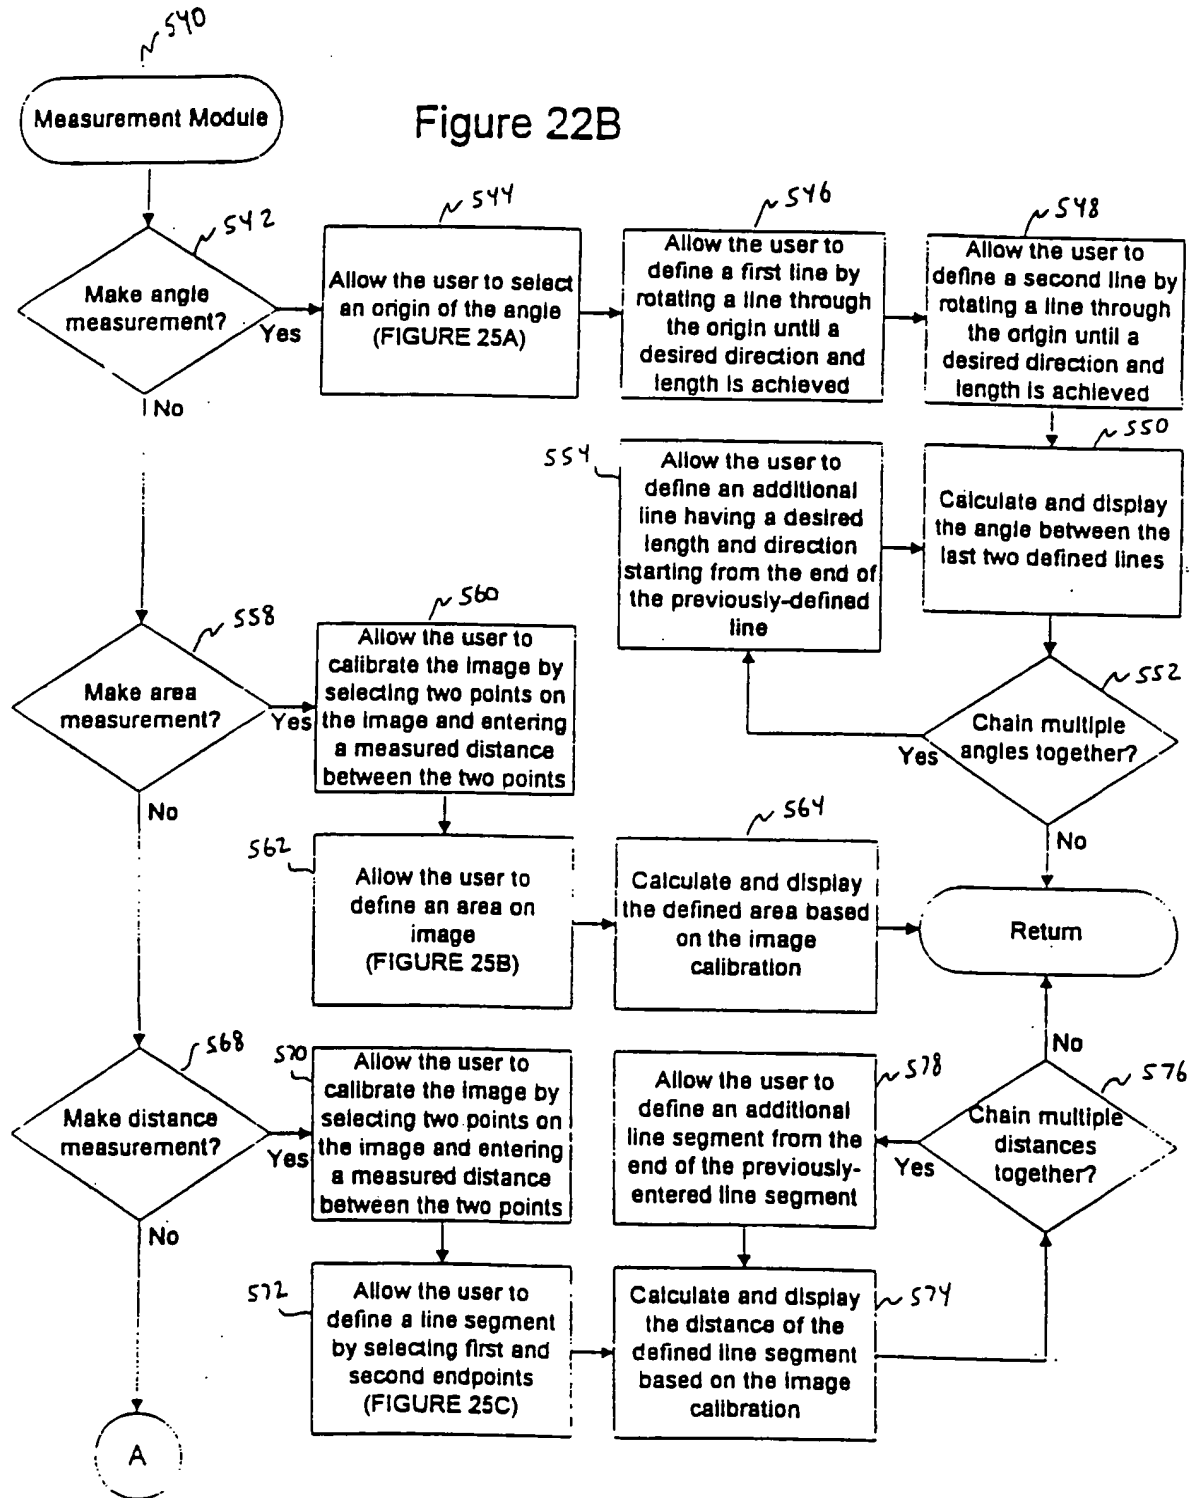 540
Measurement Module
Figure 22B
542
Make angle
measurement?
Yes
No
544
Allow the user to select
an origin of the angle
(FIGURE 25A)
546
Allow the user to
define a first line by
rotating a line through
the origin until a
desired direction and
length is achieved
548
Allow the user to
define a second line by
rotating a line through
the origin until a
desired direction and
length is achieved
550
Calculate and display
the angle between the
last two defined lines
554
Allow the user to
define an additional
line having a desired
length and direction
starting from the end of
the previously-defined
line
552
Chain multiple
angles together?
Yes
No
558
Make area
measurement?
Yes
No
560
Allow the user to
calibrate the image by
selecting two points on
the image and entering
a measured distance
between the two points
562
Allow the user to
define an area on
image
(FIGURE 25B)
564
Calculate and display
the defined area based
on the image
calibration
Return
568
Make distance
measurement?
Yes
No
570
Allow the user to
calibrate the image by
selecting two points on
the image and entering
a measured distance
between the two points
572
Allow the user to
define a line segment
by selecting first and
second endpoints
(FIGURE 25C)
578
Allow the user to
define an additional
line segment from the
end of the previously-
entered line segment
574
Calculate and display
the distance of the
defined line segment
based on the image
calibration
576
Chain multiple
distances
together?
Yes
No
A